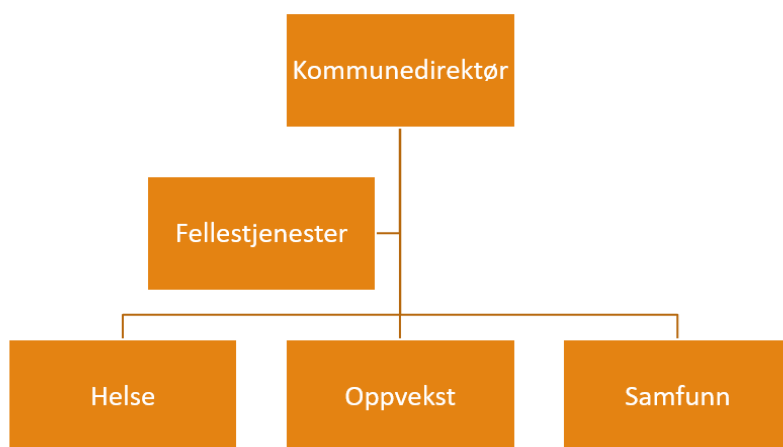 Kommunedirektør
Fellestjenester
Helse
Oppvekst
Samfunn